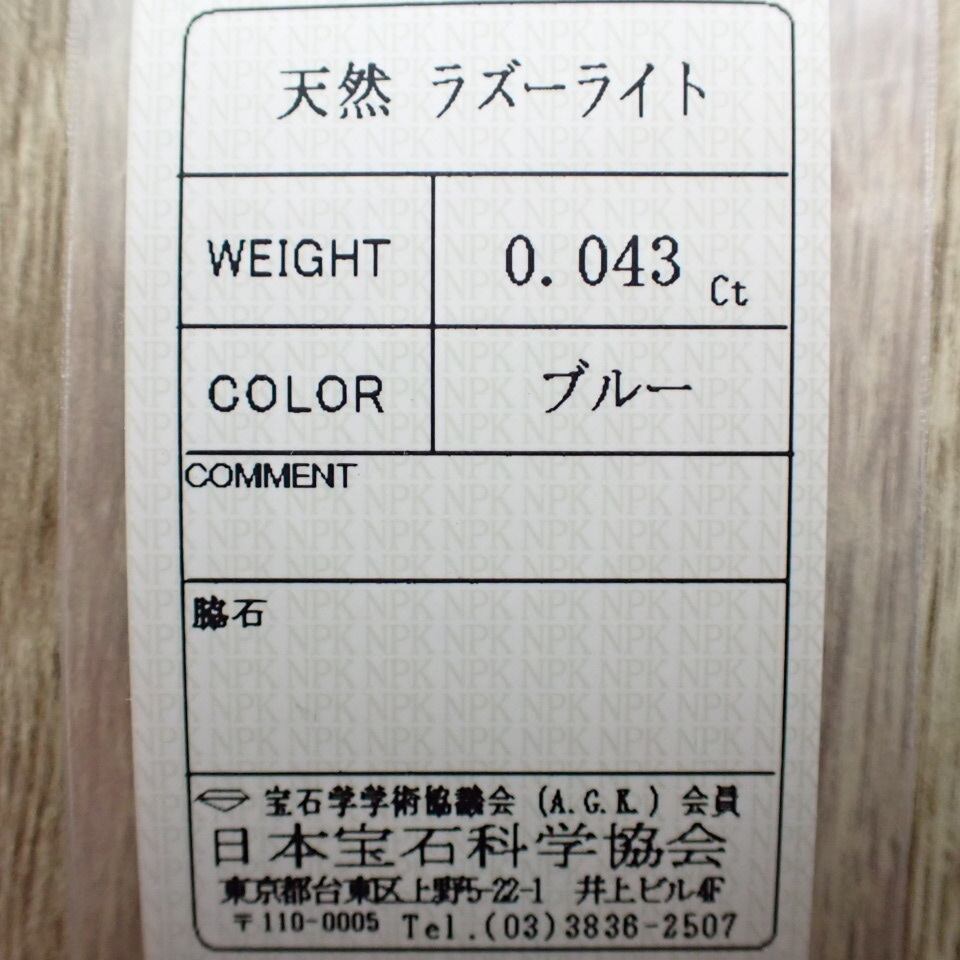 天然 ラズーライト
WEIGHT 0.043 Ct
COLOR ブルー
COMMENT
脇石
宝石学学術協議会 (A.G.K.) 会員
日本宝石科学協会
東京都台東区上野5-22-1 井上ビル4F
〒110-0005 Tel.(03)3836-2507
NPK